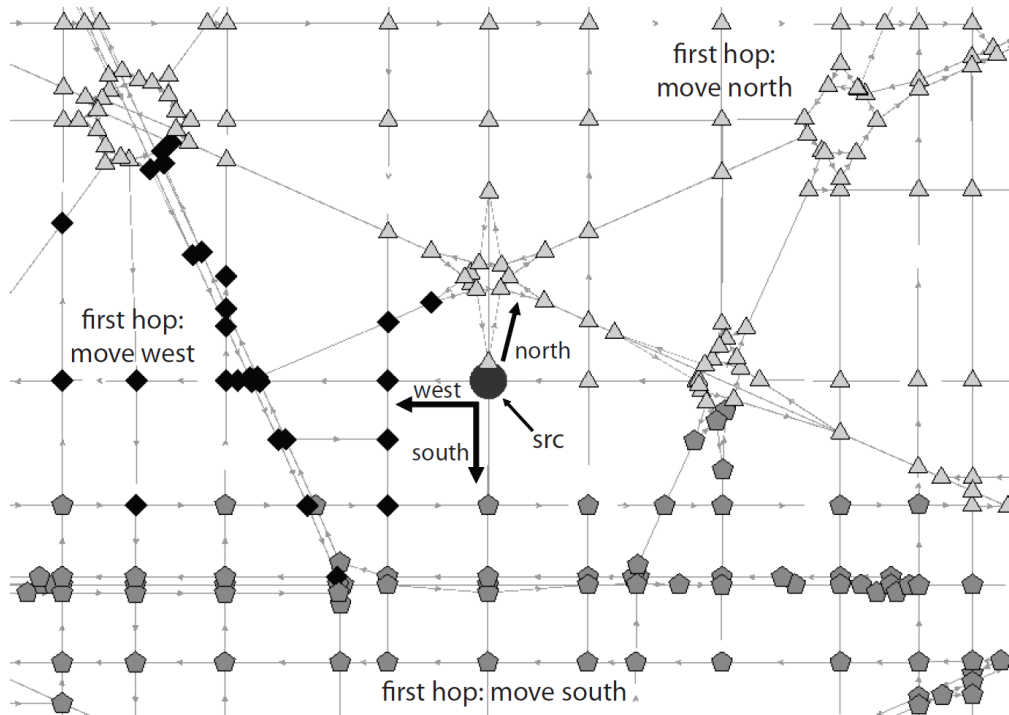 first hop:
move north
first hop:
move west
north
west
south
src
first hop: move south